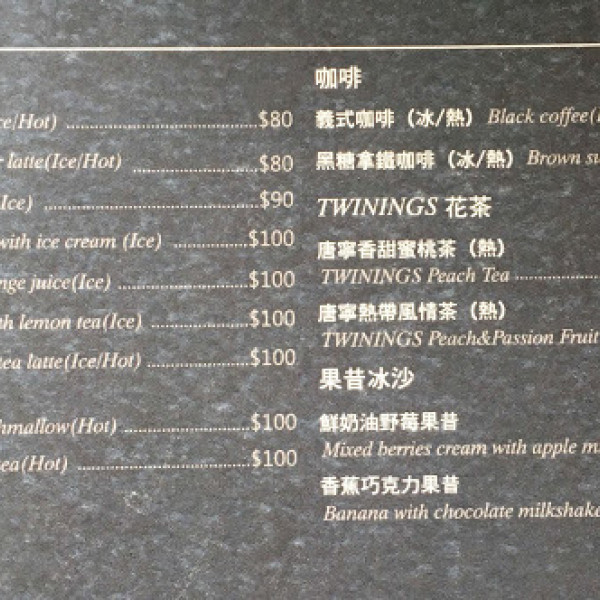 ce/Hot) ........ $80
latte(Ice/Hot) ........ $80
Ice) ........ $90
with ice cream (Ice) ........ $100
nge juice(Ice) ........ $100
th lemon tea(Ice) ........ $100
tea latte(Ice/Hot) ........ $100
hmallow(Hot) ........ $100
ea(Hot) ........ $100
咖啡
義式咖啡（冰/熱） Black coffee(I
黑糖拿鐵咖啡（冰/熱） Brown su
TWININGS 花茶
唐寧香甜蜜桃茶（熱）
TWININGS Peach Tea ........
唐寧熱帶風情茶（熱）
TWININGS Peach&Passion Fruit
果昔冰沙
鮮奶油野莓果昔
Mixed berries cream with apple m
香蕉巧克力果昔
Banana with chocolate milkshake